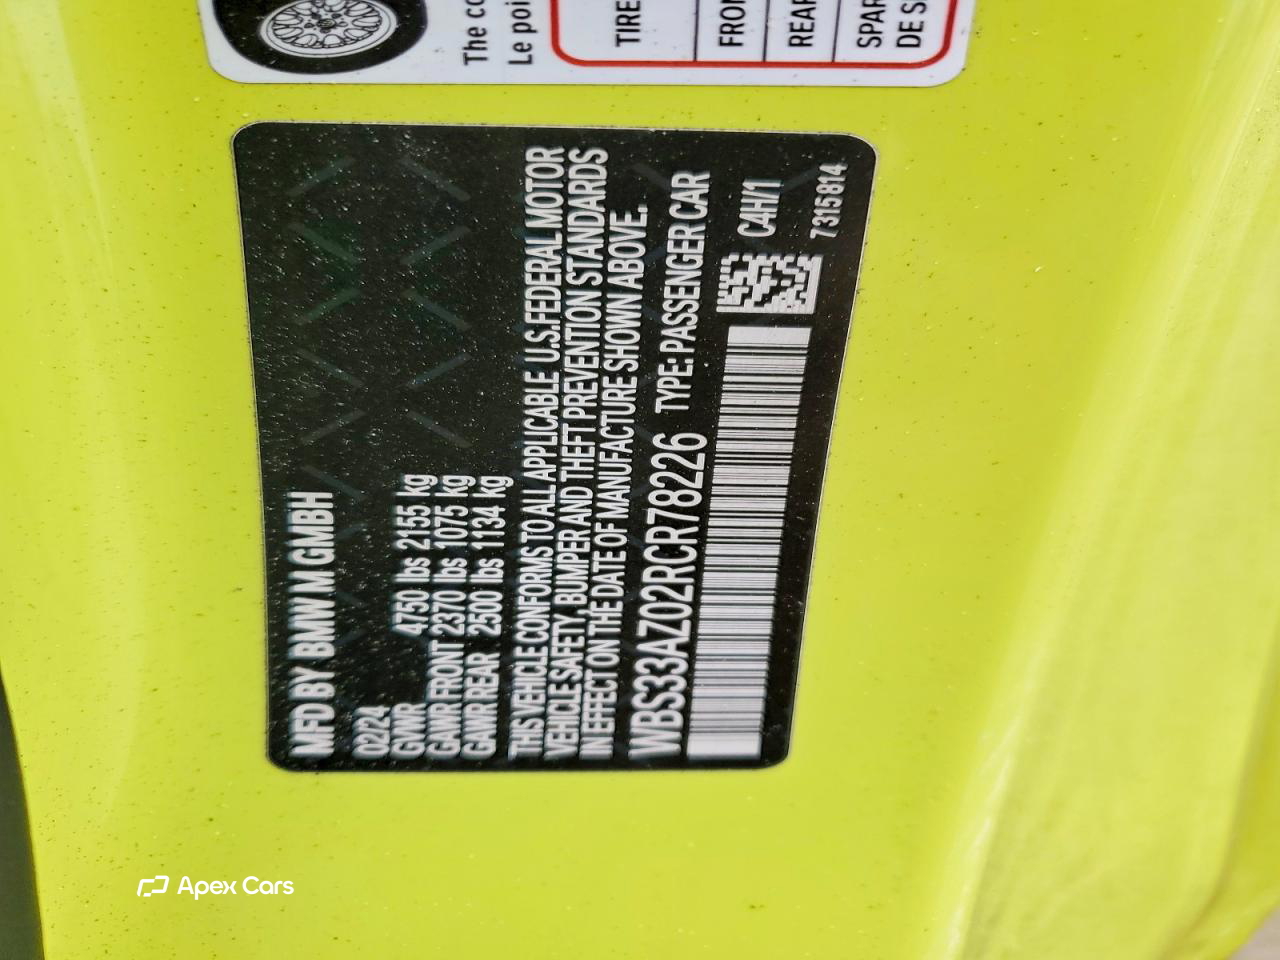 The
Le
TIRE
FRON
REAR
SPAR
DE S
MFD BY BMW M GMBH
02/24
GVWR 4750 lbs 2155 kg
GAWR FRONT 2370 lbs 1075 kg
GAWR REAR 2500 lbs 1134 kg
THIS VEHICLE CONFORMS TO ALL APPLICABLE U.S. FEDERAL MOTOR
VEHICLE SAFETY, BUMPER AND THEFT PREVENTION STANDARDS
IN EFFECT ON THE DATE OF MANUFACTURE SHOWN ABOVE.
WBS33AZ02RCR78226 TYPE: PASSENGER CAR
C4H/1
7315814
Apex Cars